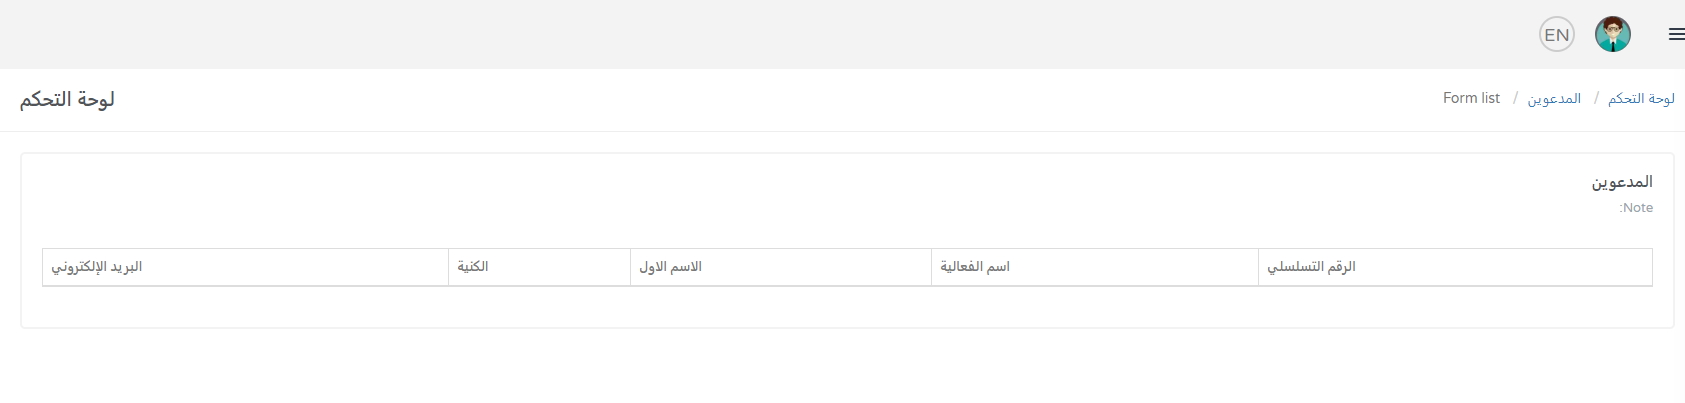 EN
لوحة التحكم / المدعوين / Form list
لوحة التحكم
المدعوين
Note:
الرقم التسلسلي اسم الفعالية الاسم الاول الكنية البريد الإلكتروني